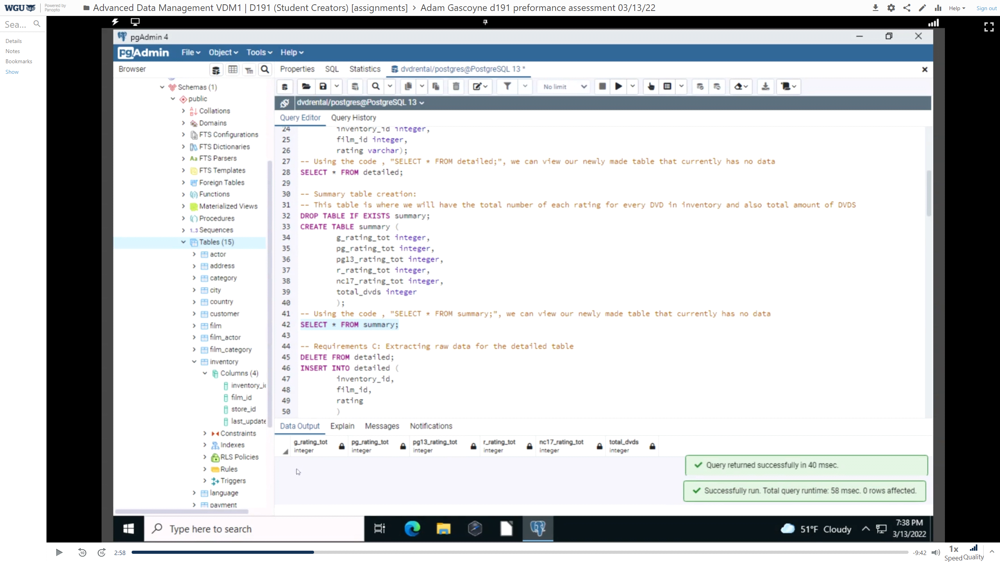 WGU Powered by Panopto
Advanced Data Management VDM1 | D191 (Student Creators) [assignments] > Adam Gascoyne d191 preformance assessment 03/13/22
Help
Sign out
Sea...
Details
Notes
Bookmarks
Show
pgAdmin 4
pgAdmin File Object Tools Help
Browser
Properties SQL Statistics dvdrental/postgres@PostgreSQL 13 *
No limit
dvdrental/postgres@PostgreSQL 13
Query Editor Query History
Schemas (1)
public
Collations
Domains
FTS Configurations
FTS Dictionaries
Aa FTS Parsers
FTS Templates
Foreign Tables
Functions
Materialized Views
Procedures
1..3 Sequences
Tables (15)
actor
address
category
city
country
customer
film
film_actor
film_category
inventory
Columns (4)
inventory_i
film_id
store_id
last_update
Constraints
Indexes
RLS Policies
Rules
Triggers
language
payment
24 inventory_id integer,
25 film_id integer,
26 rating varchar);
27 -- Using the code , "SELECT * FROM detailed;", we can view our newly made table that currently has no data
28 SELECT * FROM detailed;
29
30 -- Summary table creation:
31 -- This table is where we will have the total number of each rating for every DVD in inventory and also total amount of DVDS
32 DROP TABLE IF EXISTS summary;
33 CREATE TABLE summary (
34 g_rating_tot integer,
35 pg_rating_tot integer,
36 pg13_rating_tot integer,
37 r_rating_tot integer,
38 nc17_rating_tot integer,
39 total_dvds integer
40 );
41 -- Using the code , "SELECT * FROM summary;", we can view our newly made table that currently has no data
42 SELECT * FROM summary;
43
44 -- Requirements C: Extracting raw data for the detailed table
45 DELETE FROM detailed;
46 INSERT INTO detailed (
47 inventory_id,
48 film_id,
49 rating
50 )
Data Output Explain Messages Notifications
g_rating_tot pg_rating_tot pg13_rating_tot r_rating_tot nc17_rating_tot total_dvds
integer integer integer integer integer integer
Query returned successfully in 40 msec.
Successfully run. Total query runtime: 58 msec. 0 rows affected.
Type here to search
51°F Cloudy
7:38 PM
3/13/2022
10 10 2:58
-9:42
1x
Speed Quality